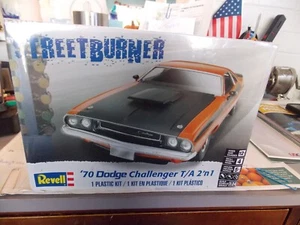 TREETBURNER
Revell
'70 Dodge Challenger T/A 2'n1
1 PLASTIC KIT / 1 KIT EN PLASTIQUE / 1 KIT PLÁSTICO